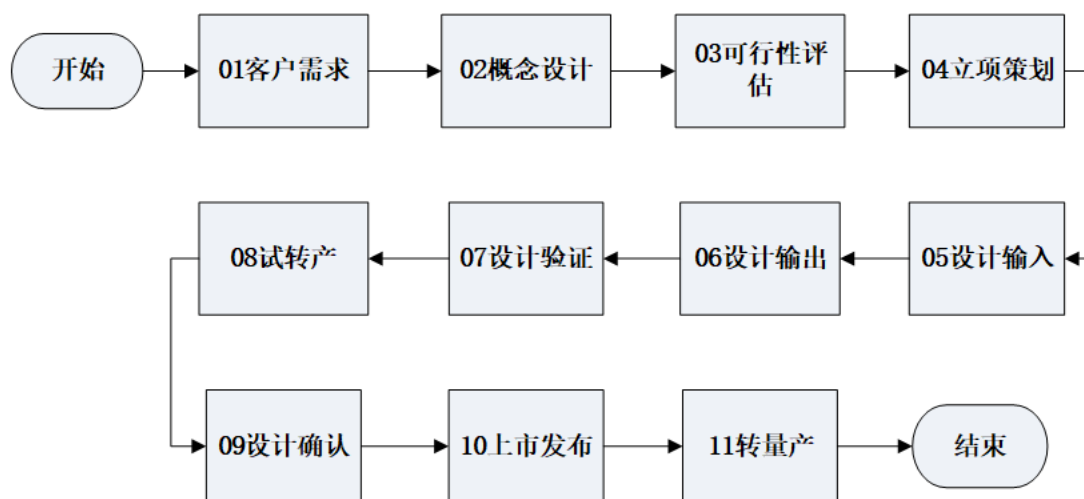 开始
01客户需求
02概念设计
03可行性评
估
04立项策划
08试转产
07设计验证
06设计输出
05设计输入
09设计确认
10上市发布
11转量产
结束